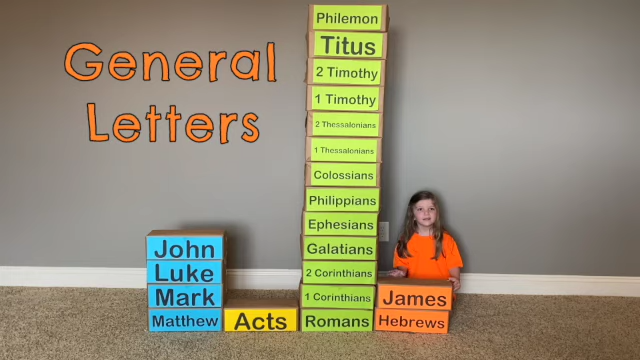 General
Letters
Philemon
Titus
2 Timothy
1 Timothy
2 Thessalonians
1 Thessalonians
Colossians
Philippians
Ephesians
Galatians
2 Corinthians
1 Corinthians
Romans
John
Luke
Mark
Matthew
Acts
James
Hebrews